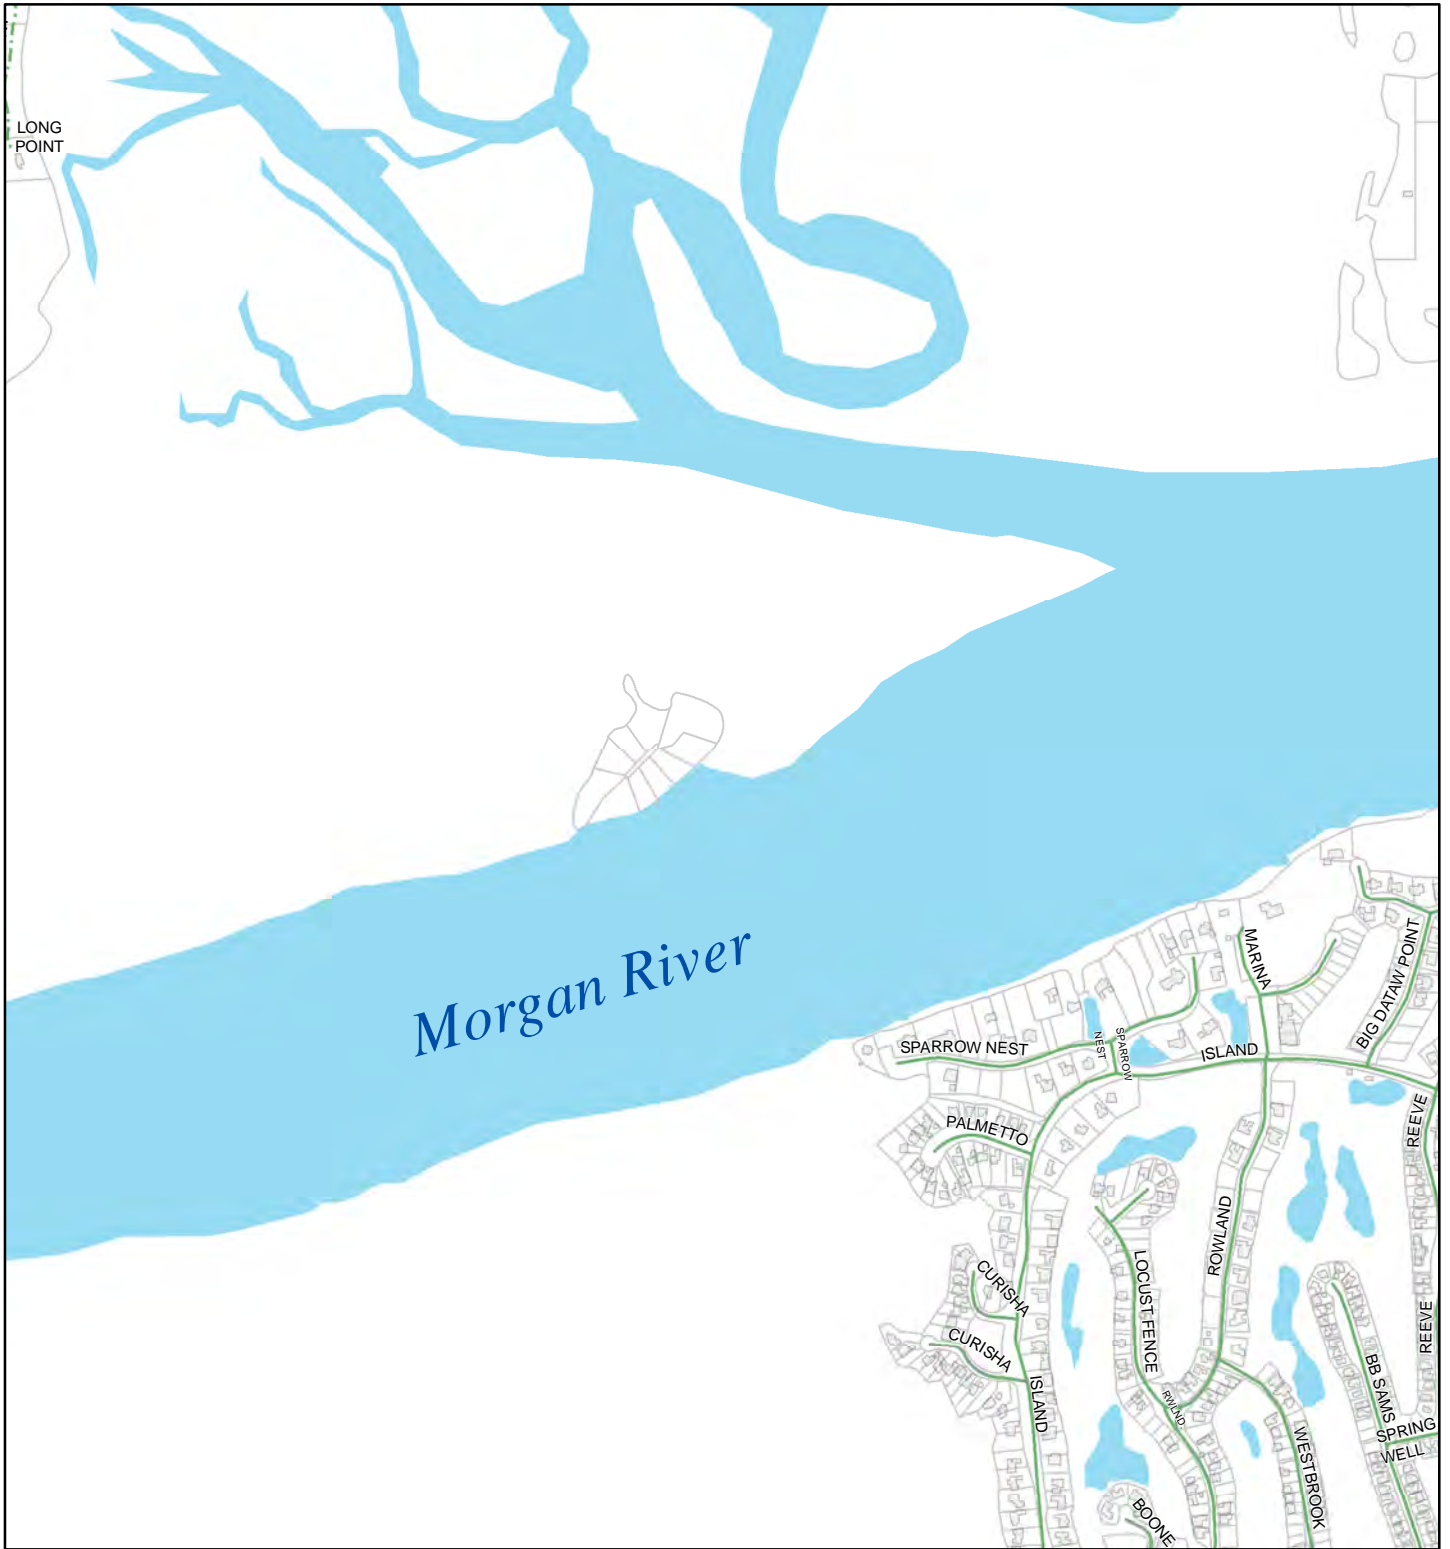 LONG
POINT
Morgan River
MARINA
BIG DATAW POINT
SPARROW NEST
NEST
SPARROW
ISLAND
REEVE
PALMETTO
ROWLAND
LOCUST FENCE
CURISHA
CURISHA
ISLAND
REEVE
BB SAMS
RWLND.
SPRING
WELL
WESTBROOK
BOONE